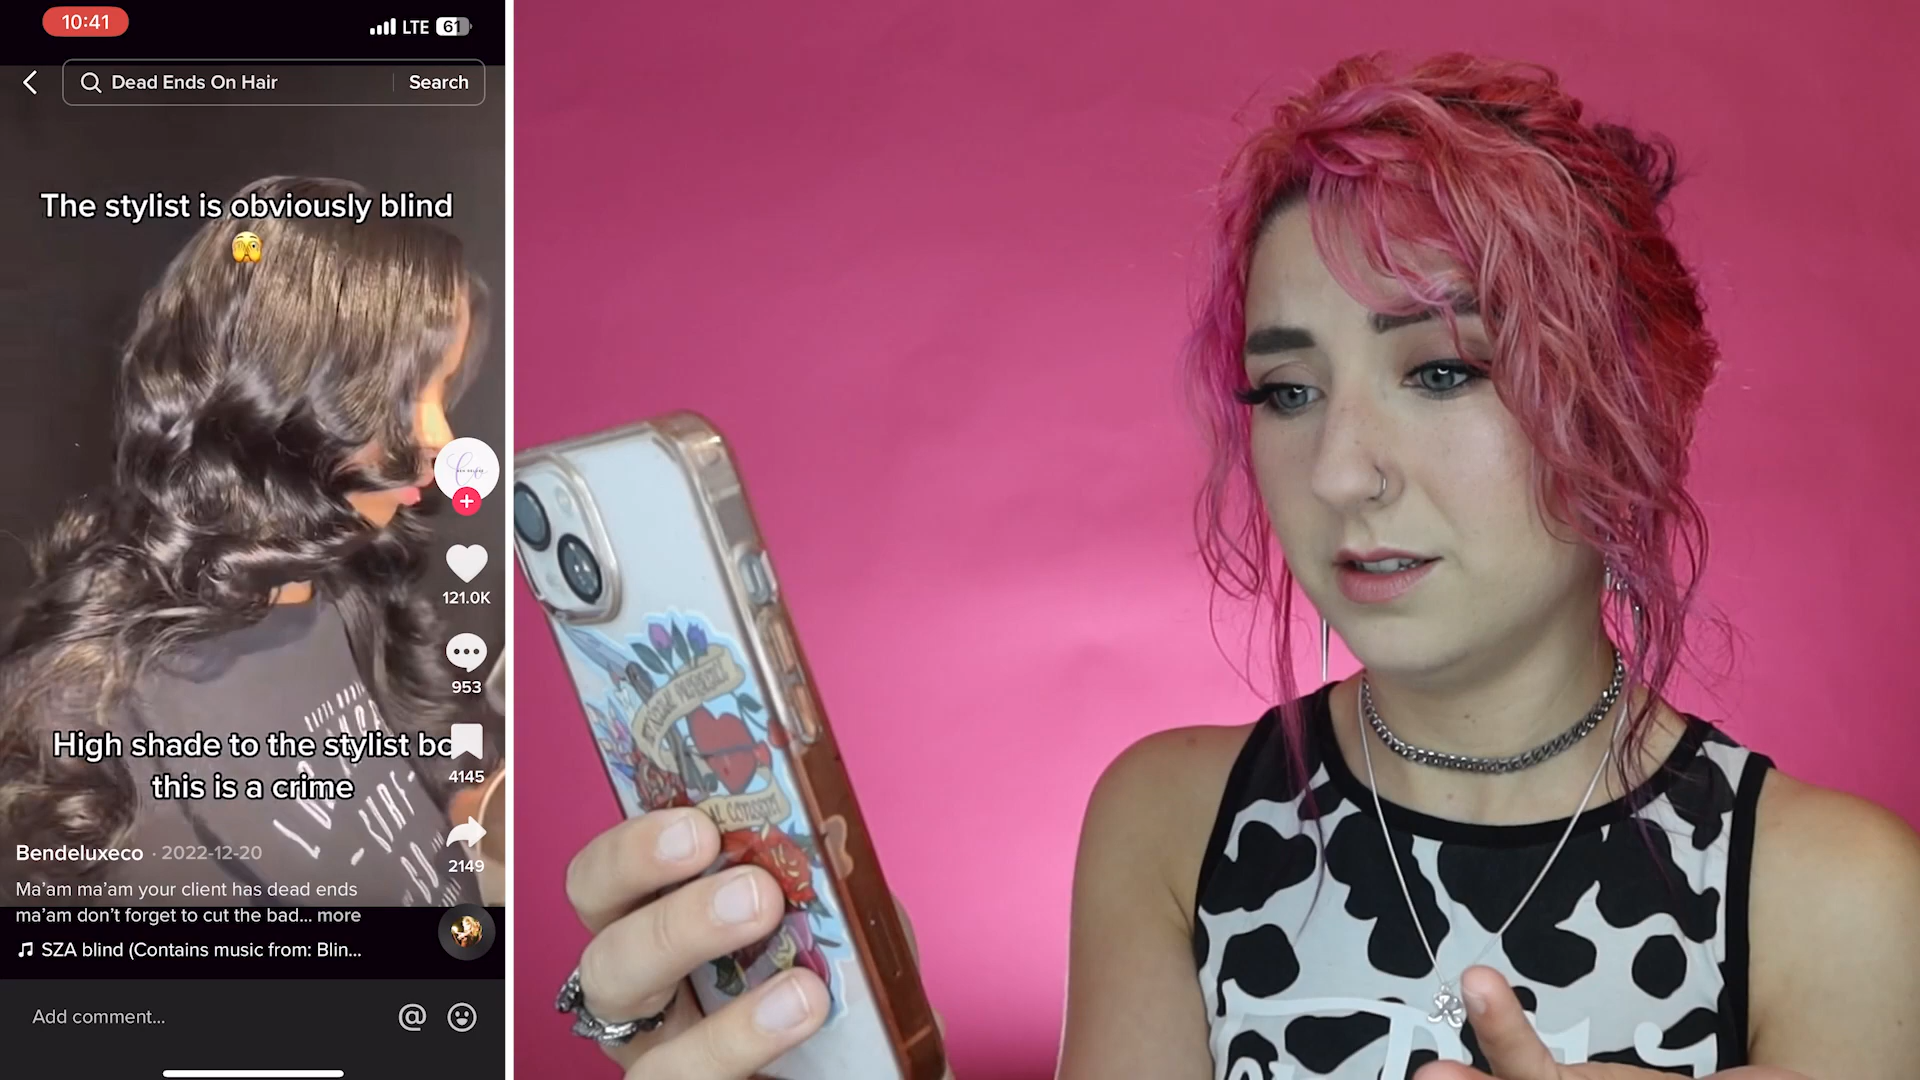 10:41
LTE 61
Dead Ends On Hair
Search
The stylist is obviously blind
High shade to the stylist bc
this is a crime
121.0K
953
4145
2149
Bendeluxeco · 2022-12-20
Ma'am ma'am your client has dead ends
ma'am don't forget to cut the bad... more
SZA blind (Contains music from: Blin...
Add comment...
CONSENT